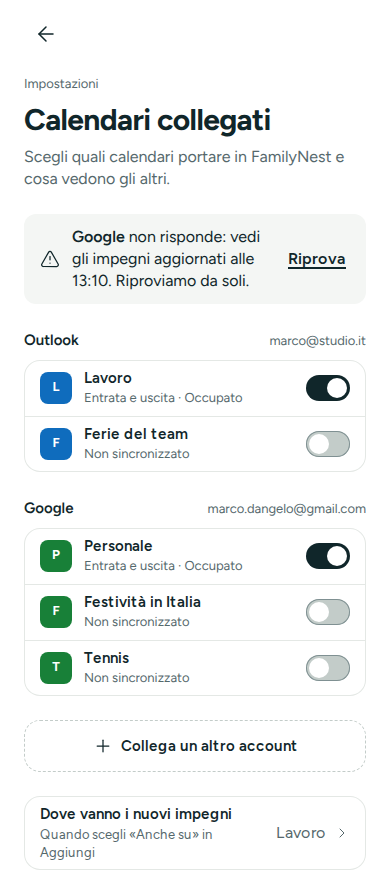 Impostazioni
Calendari collegati
Scegli quali calendari portare in FamilyNest e
cosa vedono gli altri.
Google non risponde: vedi
gli impegni aggiornati alle
13:10. Riproviamo da soli.
Riprova
Outlook
marco@studio.it
L
Lavoro
Entrata e uscita · Occupato
F
Ferie del team
Non sincronizzato
Google
marco.dangelo@gmail.com
P
Personale
Entrata e uscita · Occupato
F
Festività in Italia
Non sincronizzato
T
Tennis
Non sincronizzato
Collega un altro account
Dove vanno i nuovi impegni
Quando scegli «Anche su» in
Aggiungi
Lavoro